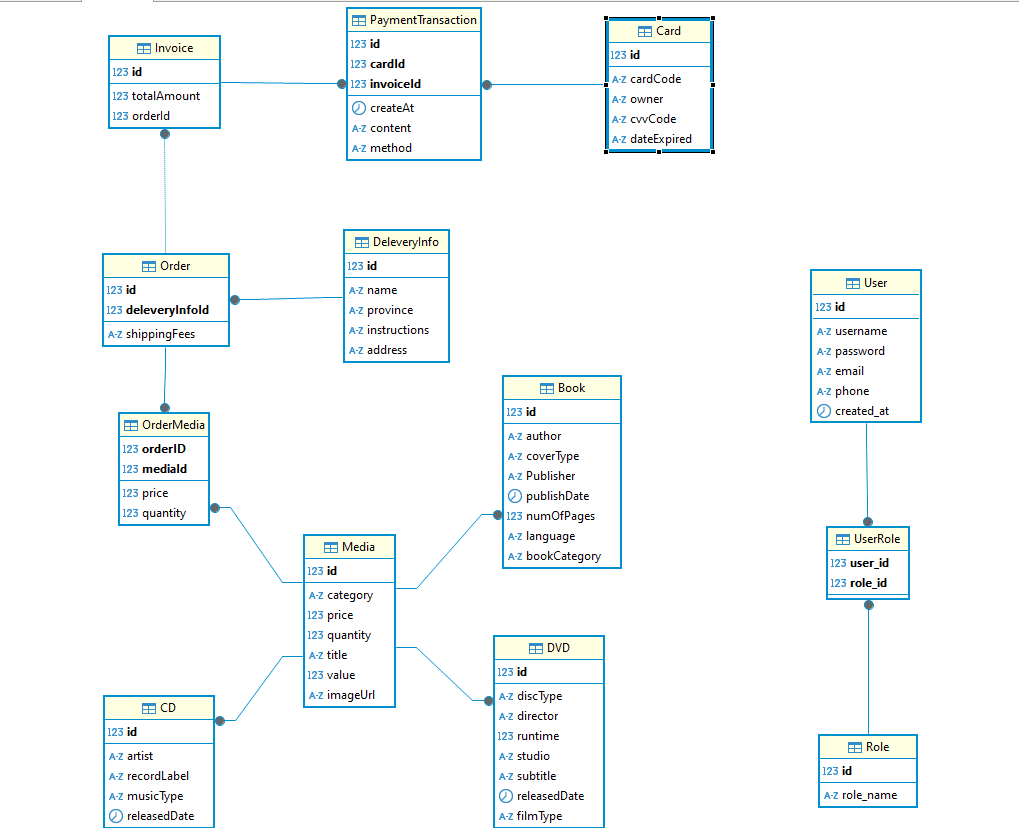 Invoice
123 id
123 totalAmount
123 orderId
PaymentTransaction
123 id
123 cardId
123 invoiceId
createAt
A-Z content
A-Z method
Card
123 id
A-Z cardCode
A-Z owner
A-Z cvvCode
A-Z dateExpired
Order
123 id
123 deleveryInfoId
A-Z shippingFees
DeleveryInfo
123 id
A-Z name
A-Z province
A-Z instructions
A-Z address
User
123 id
A-Z username
A-Z password
A-Z email
A-Z phone
created_at
OrderMedia
123 orderID
123 mediaId
123 price
123 quantity
Book
123 id
A-Z author
A-Z coverType
A-Z Publisher
publishDate
123 numOfPages
A-Z language
A-Z bookCategory
Media
123 id
A-Z category
123 price
123 quantity
A-Z title
123 value
A-Z imageUrl
UserRole
123 user_id
123 role_id
CD
123 id
A-Z artist
A-Z recordLabel
A-Z musicType
releasedDate
DVD
123 id
A-Z discType
A-Z director
123 runtime
A-Z studio
A-Z subtitle
releasedDate
A-Z filmType
Role
123 id
A-Z role_name